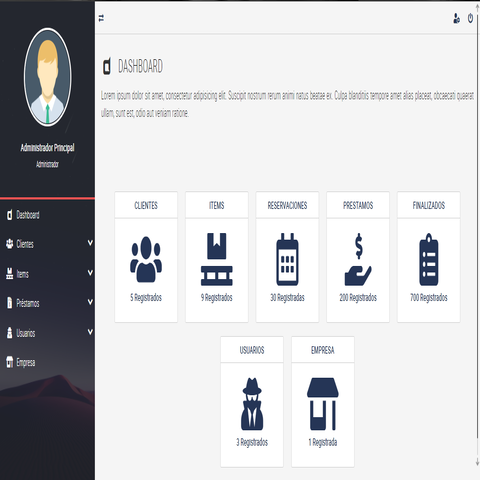 Administrador Principal
Administrador
Dashboard
Clientes
Items
Préstamos
Usuarios
Empresa
DASHBOARD
Lorem ipsum dolor sit amet, consectetur adipisicing elit. Suscipit nostrum rerum animi natus beatae ex. Culpa blanditiis tempore amet alias placeat, obcaecati quaerat
ullam, sunt est, odio aut veniam ratione.
CLIENTES
5 Registrados
ITEMS
9 Registrados
RESERVACIONES
30 Registradas
PRESTAMOS
200 Registrados
FINALIZADOS
700 Registrados
USUARIOS
3 Registrados
EMPRESA
1 Registrada